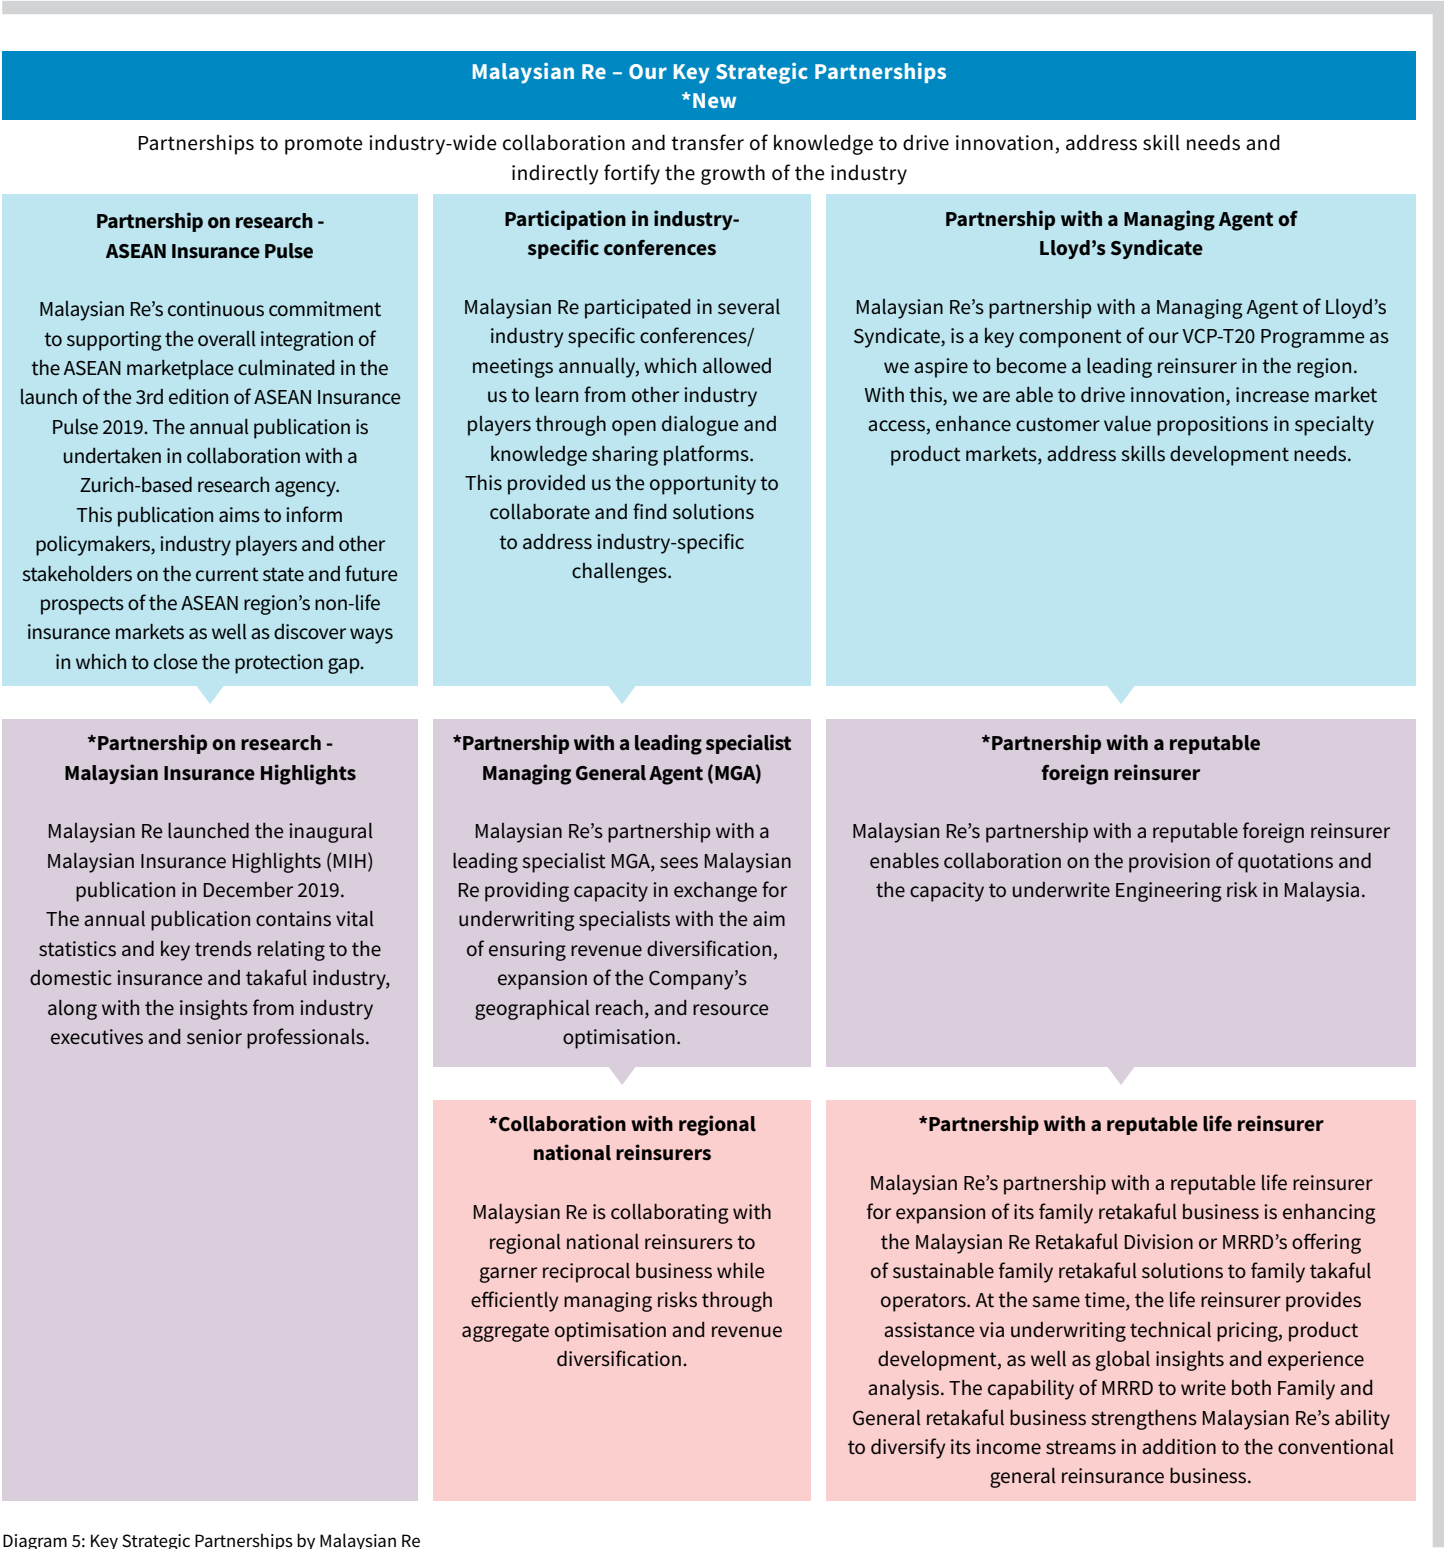 Malaysian Re – Our Key Strategic Partnerships
*New
Partnerships to promote industry-wide collaboration and transfer of knowledge to drive innovation, address skill needs and
indirectly fortify the growth of the industry
Partnership on research -
ASEAN Insurance Pulse
Malaysian Re’s continuous commitment
to supporting the overall integration of
the ASEAN marketplace culminated in the
launch of the 3rd edition of ASEAN Insurance
Pulse 2019. The annual publication is
undertaken in collaboration with a
Zurich-based research agency.
This publication aims to inform
policymakers, industry players and other
stakeholders on the current state and future
prospects of the ASEAN region’s non-life
insurance markets as well as discover ways
in which to close the protection gap.
Participation in industry-
specific conferences
Malaysian Re participated in several
industry specific conferences/
meetings annually, which allowed
us to learn from other industry
players through open dialogue and
knowledge sharing platforms.
This provided us the opportunity to
collaborate and find solutions
to address industry-specific
challenges.
Partnership with a Managing Agent of
Lloyd’s Syndicate
Malaysian Re’s partnership with a Managing Agent of Lloyd’s
Syndicate, is a key component of our VCP-T20 Programme as
we aspire to become a leading reinsurer in the region.
With this, we are able to drive innovation, increase market
access, enhance customer value propositions in specialty
product markets, address skills development needs.
*Partnership on research -
Malaysian Insurance Highlights
Malaysian Re launched the inaugural
Malaysian Insurance Highlights (MIH)
publication in December 2019.
The annual publication contains vital
statistics and key trends relating to the
domestic insurance and takaful industry,
along with the insights from industry
executives and senior professionals.
*Partnership with a leading specialist
Managing General Agent (MGA)
Malaysian Re’s partnership with a
leading specialist MGA, sees Malaysian
Re providing capacity in exchange for
underwriting specialists with the aim
of ensuring revenue diversification,
expansion of the Company’s
geographical reach, and resource
optimisation.
*Partnership with a reputable
foreign reinsurer
Malaysian Re’s partnership with a reputable foreign reinsurer
enables collaboration on the provision of quotations and
the capacity to underwrite Engineering risk in Malaysia.
*Collaboration with regional
national reinsurers
Malaysian Re is collaborating with
regional national reinsurers to
garner reciprocal business while
efficiently managing risks through
aggregate optimisation and revenue
diversification.
*Partnership with a reputable life reinsurer
Malaysian Re’s partnership with a reputable life reinsurer
for expansion of its family retakaful business is enhancing
the Malaysian Re Retakaful Division or MRRD’s offering
of sustainable family retakaful solutions to family takaful
operators. At the same time, the life reinsurer provides
assistance via underwriting technical pricing, product
development, as well as global insights and experience
analysis. The capability of MRRD to write both Family and
General retakaful business strengthens Malaysian Re’s ability
to diversify its income streams in addition to the conventional
general reinsurance business.
Diagram 5: Key Strategic Partnerships by Malaysian Re